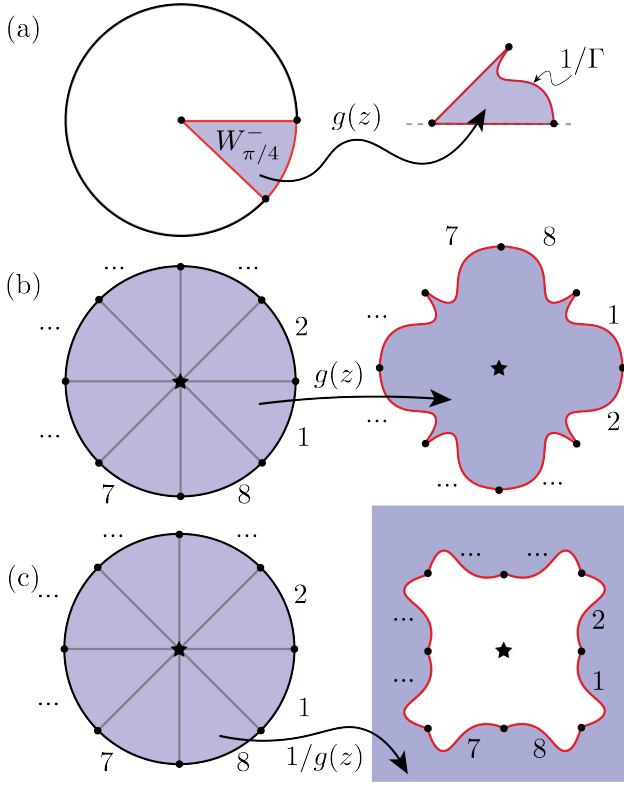 (a)
W⁻_{π/4}
g(z)
1/Γ
(b)
... ...
... 2
... 1
7 8
g(z)
7 8
... 1
... 2
... ...
(c)
... ...
... 2
... 1
7 8
1/g(z)
... ...
... 2
... 1
7 8